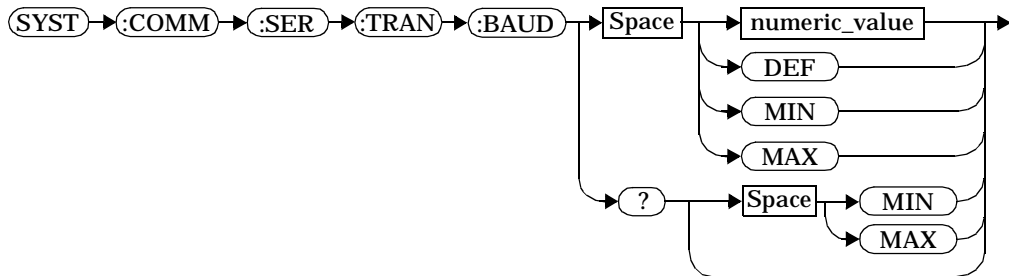 SYST :COMM :SER :TRAN :BAUD Space numeric_value
DEF
MIN
MAX
? Space MIN
MAX